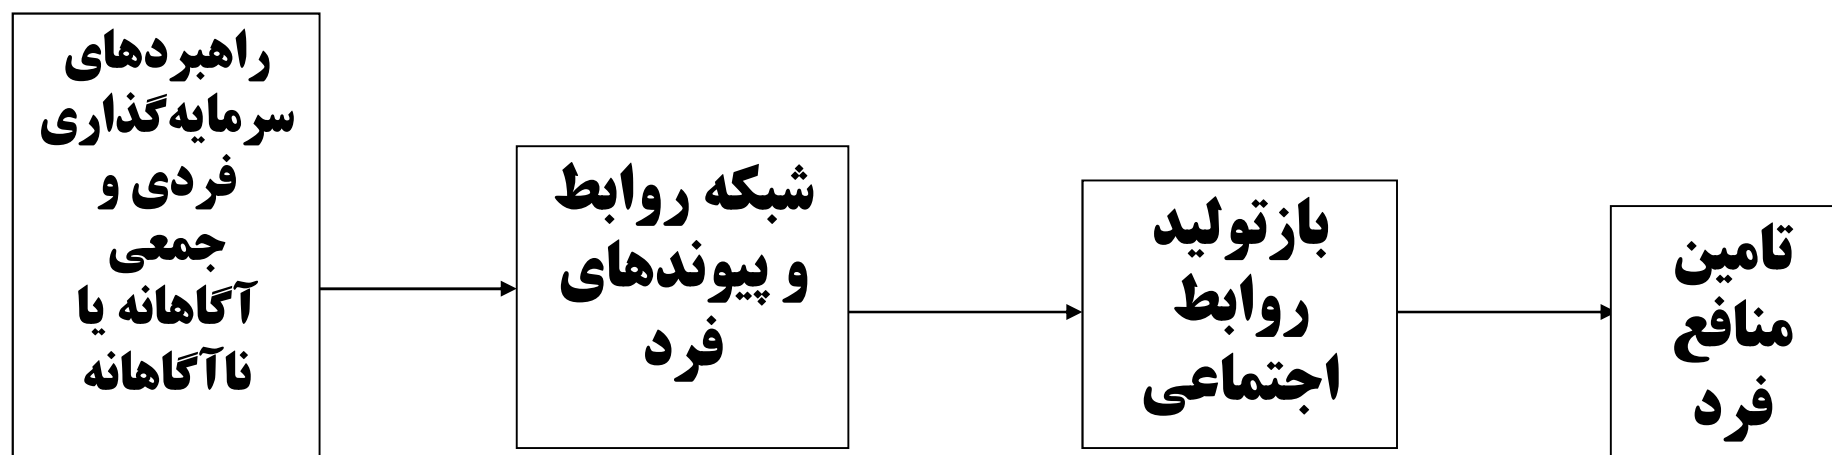 راهبردهای
سرمایه‌گذاری
فردی و
جمعی
آگاهانه یا
ناآگاهانه
شبکه روابط
و پیوندهای
فرد
بازتولید
روابط
اجتماعی
تامین
منافع
فرد